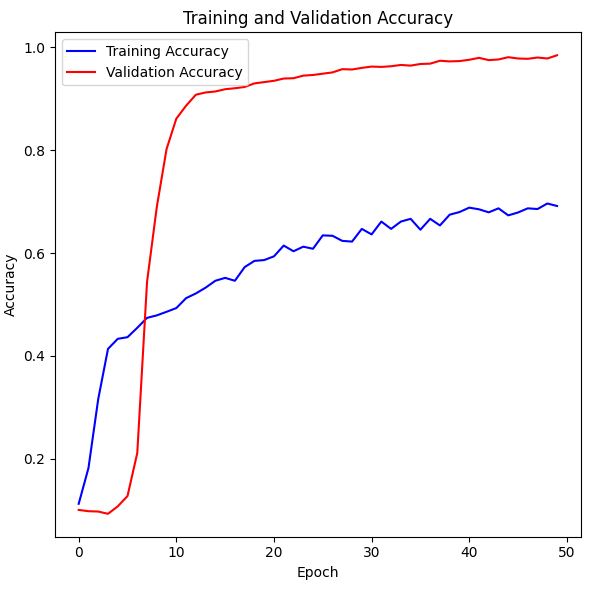 Training and Validation Accuracy
Training Accuracy
Validation Accuracy
1.0
0.8
0.6
0.4
0.2
Accuracy
0 10 20 30 40 50
Epoch